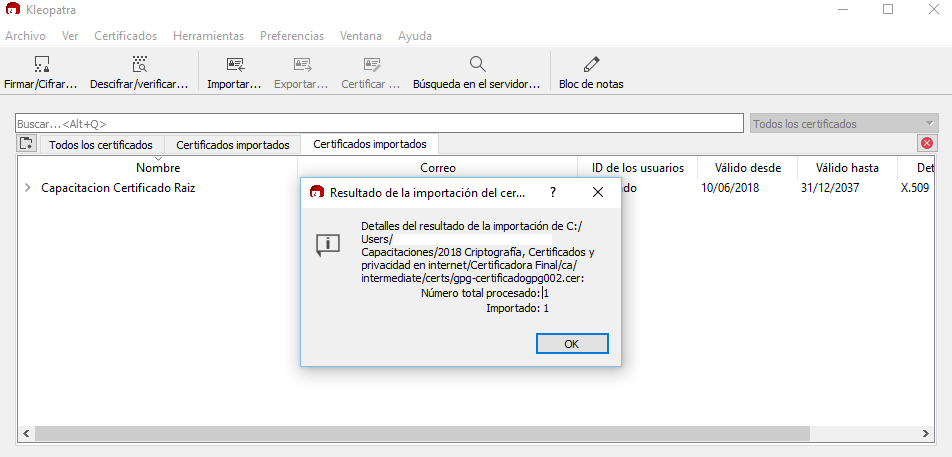 Kleopatra
Archivo Ver Certificados Herramientas Preferencias Ventana Ayuda
Firmar/Cifrar... Descifrar/verificar... Importar... Exportar... Certificar ... Búsqueda en el servidor... Bloc de notas
Buscar...<Alt+Q> Todos los certificados
Todos los certificados Certificados importados Certificados importados
Nombre Correo ID de los usuarios Válido desde Válido hasta Det
Capacitacion Certificado Raiz do 10/06/2018 31/12/2037 X.509
Resultado de la importación del cer... ?
Detalles del resultado de la importación de C:/
Users/
Capacitaciones/2018 Criptografía, Certificados y
privacidad en internet/Certificadora Final/ca/
intermediate/certs/gpg-certificadogpg002.cer:
Número total procesado: 1
Importado: 1
OK